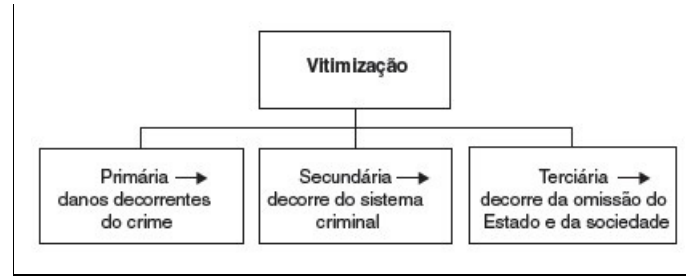 Vitimização
Primária →
danos decorrentes
do crime
Secundária →
decorre do sistema
criminal
Terciária →
decorre da omissão do
Estado e da sociedade